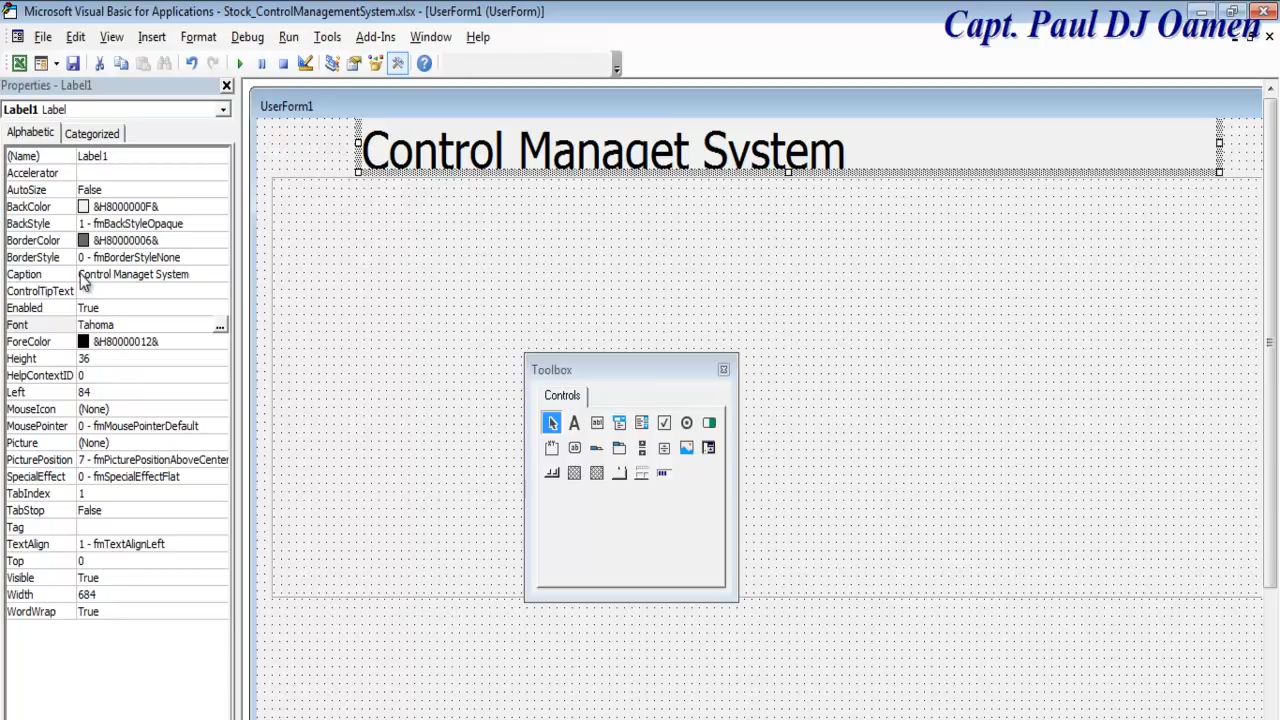 Microsoft Visual Basic for Applications - Stock_ControlManagementSystem.xlsx - [UserForm1 (UserForm)]
Capt. Paul DJ Oamen
File Edit View Insert Format Debug Run Tools Add-Ins Window Help
Properties - Label1
Label1 Label
Alphabetic Categorized
(Name) Label1
Accelerator
AutoSize False
BackColor &H8000000F&
BackStyle 1 - fmBackStyleOpaque
BorderColor &H80000006&
BorderStyle 0 - fmBorderStyleNone
Caption Control Managet System
ControlTipText
Enabled True
Font Tahoma ...
ForeColor &H80000012&
Height 36
HelpContextID 0
Left 84
MouseIcon (None)
MousePointer 0 - fmMousePointerDefault
Picture (None)
PicturePosition 7 - fmPicturePositionAboveCenter
SpecialEffect 0 - fmSpecialEffectFlat
TabIndex 1
TabStop False
Tag
TextAlign 1 - fmTextAlignLeft
Top 0
Visible True
Width 684
WordWrap True
UserForm1
Control Managet System
Toolbox
Controls